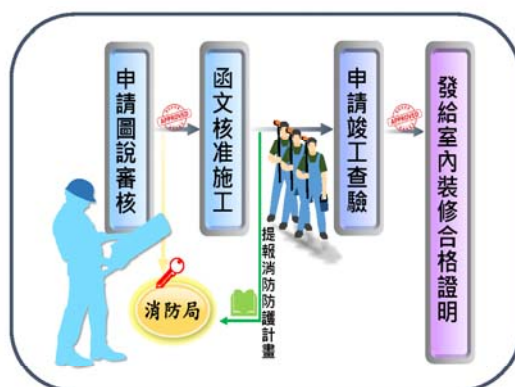 申請圖說審核
APPROVED
函文核准施工
申請竣工查驗
APPROVED
發給室內裝修合格證明
提報消防防護計畫
消防局